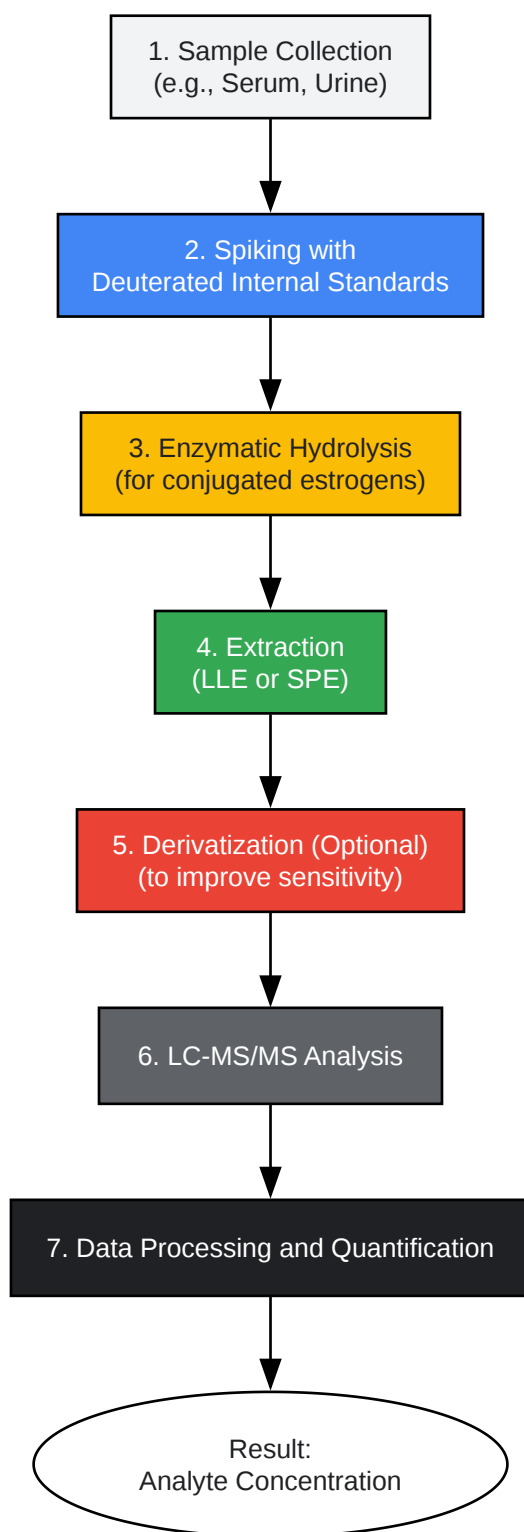 1. Sample Collection
(e.g., Serum, Urine)
2. Spiking with
Deuterated Internal Standards
3. Enzymatic Hydrolysis
(for conjugated estrogens)
4. Extraction
(LLE or SPE)
5. Derivatization (Optional)
(to improve sensitivity)
6. LC-MS/MS Analysis
7. Data Processing and Quantification
Result:
Analyte Concentration